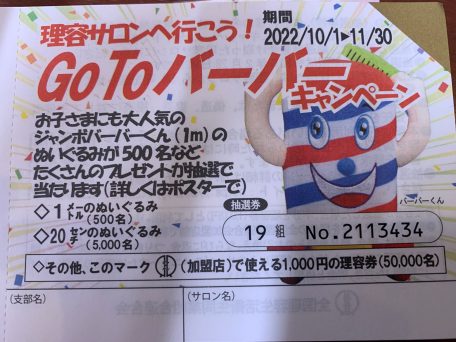 理容サロンへ行こう！
期間
2022/10/1▶11/30
Go To バーバー
キャンペーン
お子さまにも大人気の
ジャンボバーバーくん（1m）の
ぬいぐるみが500名など
たくさんのプレゼントが抽選で
当たります（詳しくはポスターで）
バーバーくん
◇1メートルのぬいぐるみ
（500名）
◇20センチのぬいぐるみ
（5,000名）
抽選券
19 組 No.2113434
◇その他、このマーク（加盟店）で使える1,000円の理容券（50,000名）
（支部名）
（サロン名）